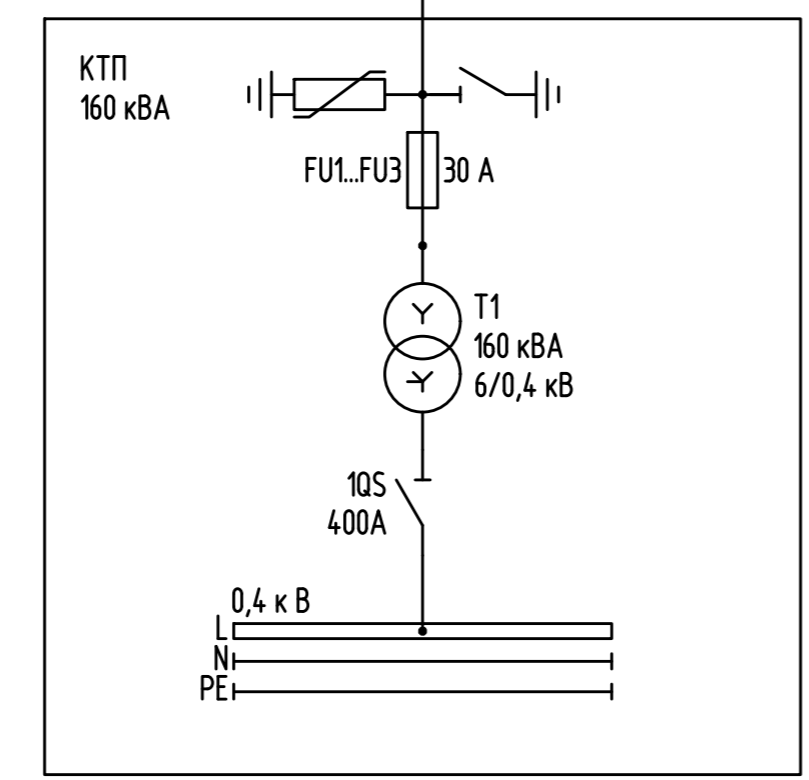 КТП
160 кВА
FU1...FU3 30 А
Т1
160 кВА
6/0,4 кВ
1QS
400А
0,4 к В
L
N
PE